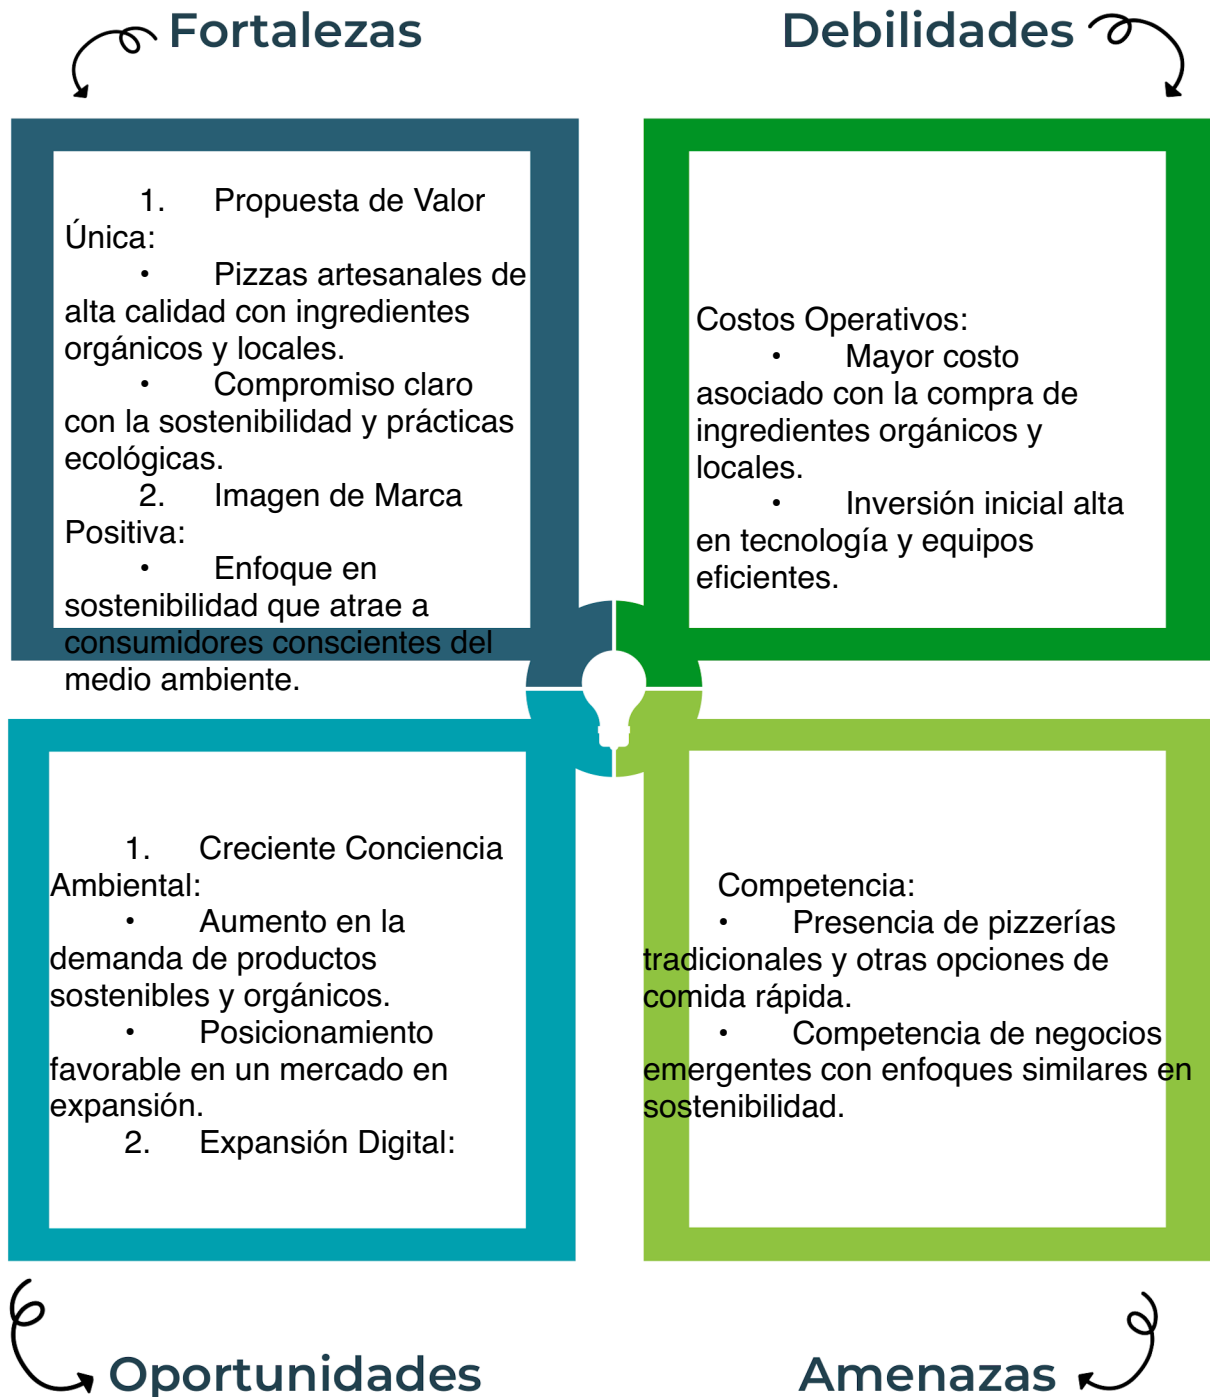 Fortalezas
1. Propuesta de Valor
Única:
• Pizzas artesanales de
alta calidad con ingredientes
orgánicos y locales.
• Compromiso claro
con la sostenibilidad y prácticas
ecológicas.
2. Imagen de Marca
Positiva:
• Enfoque en
sostenibilidad que atrae a
consumidores conscientes del
medio ambiente.
Debilidades
Costos Operativos:
• Mayor costo
asociado con la compra de
ingredientes orgánicos y
locales.
• Inversión inicial alta
en tecnología y equipos
eficientes.
1. Creciente Conciencia
Ambiental:
• Aumento en la
demanda de productos
sostenibles y orgánicos.
• Posicionamiento
favorable en un mercado en
expansión.
2. Expansión Digital:
Oportunidades
Competencia:
• Presencia de pizzerías
tradicionales y otras opciones de
comida rápida.
• Competencia de negocios
emergentes con enfoques similares en
sostenibilidad.
Amenazas